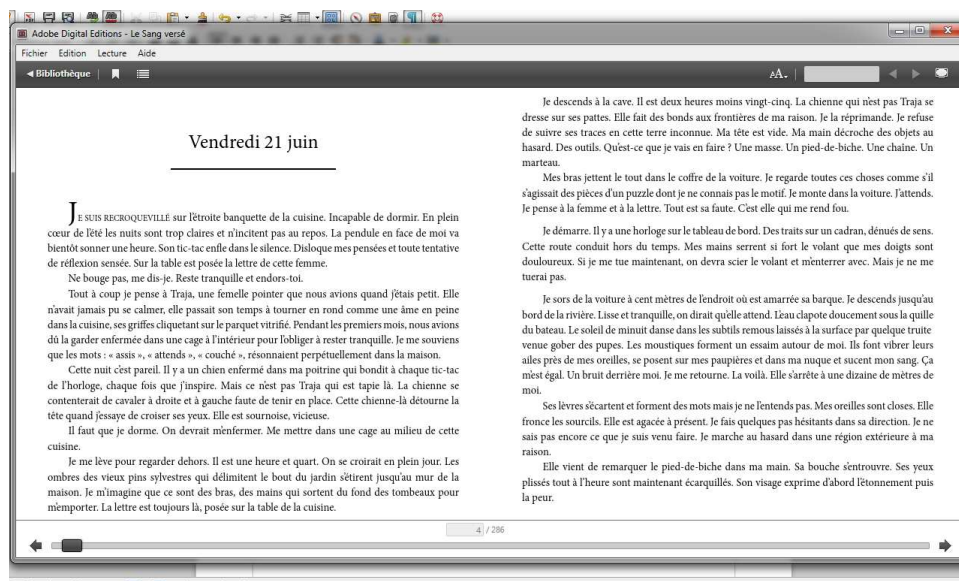 Adobe Digital Editions - Le Sang versé
Fichier Edition Lecture Aide
Bibliothèque
AA
Vendredi 21 juin
JE SUIS RECROQUEVILLÉ sur l'étroite banquette de la cuisine. Incapable de dormir. En plein
cœur de l'été les nuits sont trop claires et n'incitent pas au repos. La pendule en face de moi va
bientôt sonner une heure. Son tic-tac enfle dans le silence. Disloque mes pensées et toute tentative
de réflexion sensée. Sur la table est posée la lettre de cette femme.
Ne bouge pas, me dis-je. Reste tranquille et endors-toi.
Tout à coup je pense à Traja, une femelle pointer que nous avions quand j'étais petit. Elle
n'avait jamais pu se calmer, elle passait son temps à tourner en rond comme une âme en peine
dans la cuisine, ses griffes cliquetant sur le parquet vitrifié. Pendant les premiers mois, nous avions
dû la garder enfermée dans une cage à l'intérieur pour l'obliger à rester tranquille. Je me souviens
que les mots : « assis », « attends », « couché », résonnaient perpétuellement dans la maison.
Cette nuit c'est pareil. Il y a un chien enfermé dans ma poitrine qui bondit à chaque tic-tac
de l'horloge, chaque fois que j'inspire. Mais ce n'est pas Traja qui est tapie là. La chienne se
contenterait de cavaler à droite et à gauche faute de tenir en place. Cette chienne-là détourne la
tête quand j'essaye de croiser ses yeux. Elle est sournoise, vicieuse.
Il faut que je dorme. On devrait m'enfermer. Me mettre dans une cage au milieu de cette
cuisine.
Je me lève pour regarder dehors. Il est une heure et quart. On se croirait en plein jour. Les
ombres des vieux pins sylvestres qui délimitent le bout du jardin s'étirent jusqu'au mur de la
maison. Je m'imagine que ce sont des bras, des mains qui sortent du fond des tombeaux pour
m'emporter. La lettre est toujours là, posée sur la table de la cuisine.
Je descends à la cave. Il est deux heures moins vingt-cinq. La chienne qui n'est pas Traja se
dresse sur ses pattes. Elle fait des bonds aux frontières de ma raison. Je la réprimande. Je refuse
de suivre ses traces en cette terre inconnue. Ma tête est vide. Ma main décroche des objets au
hasard. Des outils. Qu'est-ce que je vais en faire ? Une masse. Un pied-de-biche. Une chaîne. Un
marteau.
Mes bras jettent le tout dans le coffre de la voiture. Je regarde toutes ces choses comme s'il
s'agissait des pièces d'un puzzle dont je ne connais pas le motif. Je monte dans la voiture. J'attends.
Je pense à la femme et à la lettre. Tout est sa faute. C'est elle qui me rend fou.
Je démarre. Il y a une horloge sur le tableau de bord. Des traits sur un cadran, dénués de sens.
Cette route conduit hors du temps. Mes mains serrent si fort le volant que mes doigts sont
douloureux. Si je me tue maintenant, on devra scier le volant et m'enterrer avec. Mais je ne me
tuerai pas.
Je sors de la voiture à cent mètres de l'endroit où est amarrée sa barque. Je descends jusqu'au
bord de la rivière. Lisse et tranquille, on dirait qu'elle attend. L'eau clapote doucement sous la quille
du bateau. Le soleil de minuit danse dans les subtils remous laissés à la surface par quelque truite
venue gober des pupes. Les moustiques forment un essaim autour de moi. Ils font vibrer leurs
ailes près de mes oreilles, se posent sur mes paupières et dans ma nuque et sucent mon sang. Ça
m'est égal. Un bruit derrière moi. Je me retourne. La voilà. Elle s'arrête à une dizaine de mètres de
moi.
Ses lèvres s'écartent et forment des mots mais je ne l'entends pas. Mes oreilles sont closes. Elle
fronce les sourcils. Elle est agacée à présent. Je fais quelques pas hésitants dans sa direction. Je ne
sais pas encore ce que je suis venu faire. Je marche au hasard dans une région extérieure à ma
raison.
Elle vient de remarquer le pied-de-biche dans ma main. Sa bouche s'entrouvre. Ses yeux
plissés tout à l'heure sont maintenant écarquillés. Son visage exprime d'abord l'étonnement puis
la peur.
4 / 286